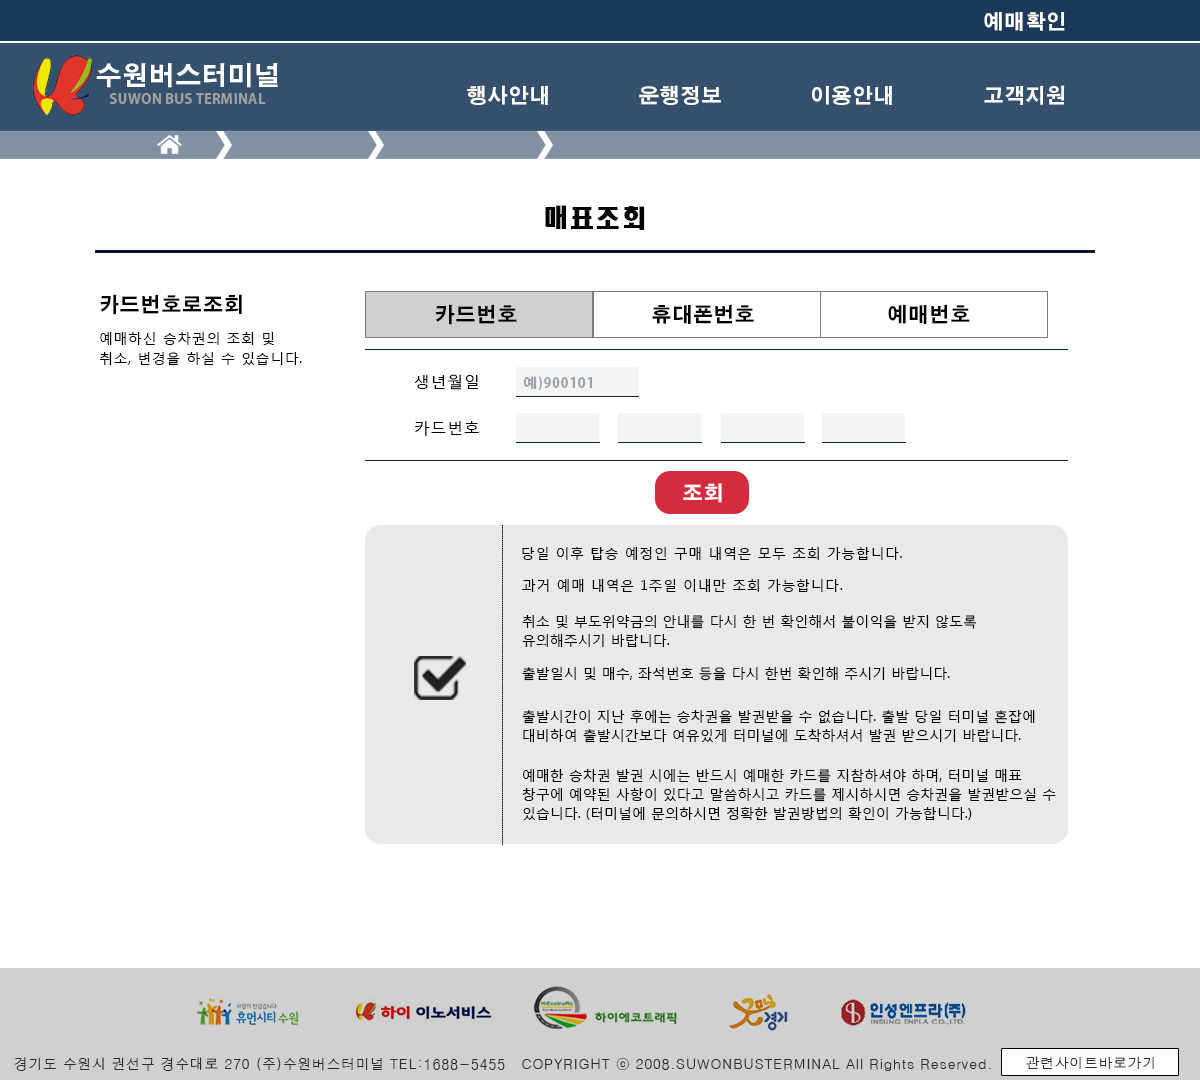 예매확인
수원버스터미널
SUWON BUS TERMINAL
행사안내 운행정보 이용안내 고객지원
매표조회
카드번호로조회
예매하신 승차권의 조회 및
취소, 변경을 하실 수 있습니다.
카드번호 휴대폰번호 예매번호
생년월일 예)900101
카드번호
조회
당일 이후 탑승 예정인 구매 내역은 모두 조회 가능합니다.
과거 예매 내역은 1주일 이내만 조회 가능합니다.
취소 및 부도위약금의 안내를 다시 한 번 확인해서 불이익을 받지 않도록
유의해주시기 바랍니다.
출발일시 및 매수, 좌석번호 등을 다시 한번 확인해 주시기 바랍니다.
출발시간이 지난 후에는 승차권을 발권받을 수 없습니다. 출발 당일 터미널 혼잡에
대비하여 출발시간보다 여유있게 터미널에 도착하셔서 발권 받으시기 바랍니다.
예매한 승차권 발권 시에는 반드시 예매한 카드를 지참하셔야 하며, 터미널 매표
창구에 예약된 사항이 있다고 말씀하시고 카드를 제시하시면 승차권을 발권받으실 수
있습니다. (터미널에 문의하시면 정확한 발권방법의 확인이 가능합니다.)
사람이 반갑습니다
휴먼시티 수원
하이 이노서비스
HiEcotraffic
하이에코트래픽
굿모닝
경기
인성엔프라(주)
INSUNG ENPLA CO.,LTD.
경기도 수원시 권선구 경수대로 270 (주)수원버스터미널 TEL:1688-5455 COPYRIGHT ⓒ 2008.SUWONBUSTERMINAL All Rights Reserved. 관련사이트바로가기